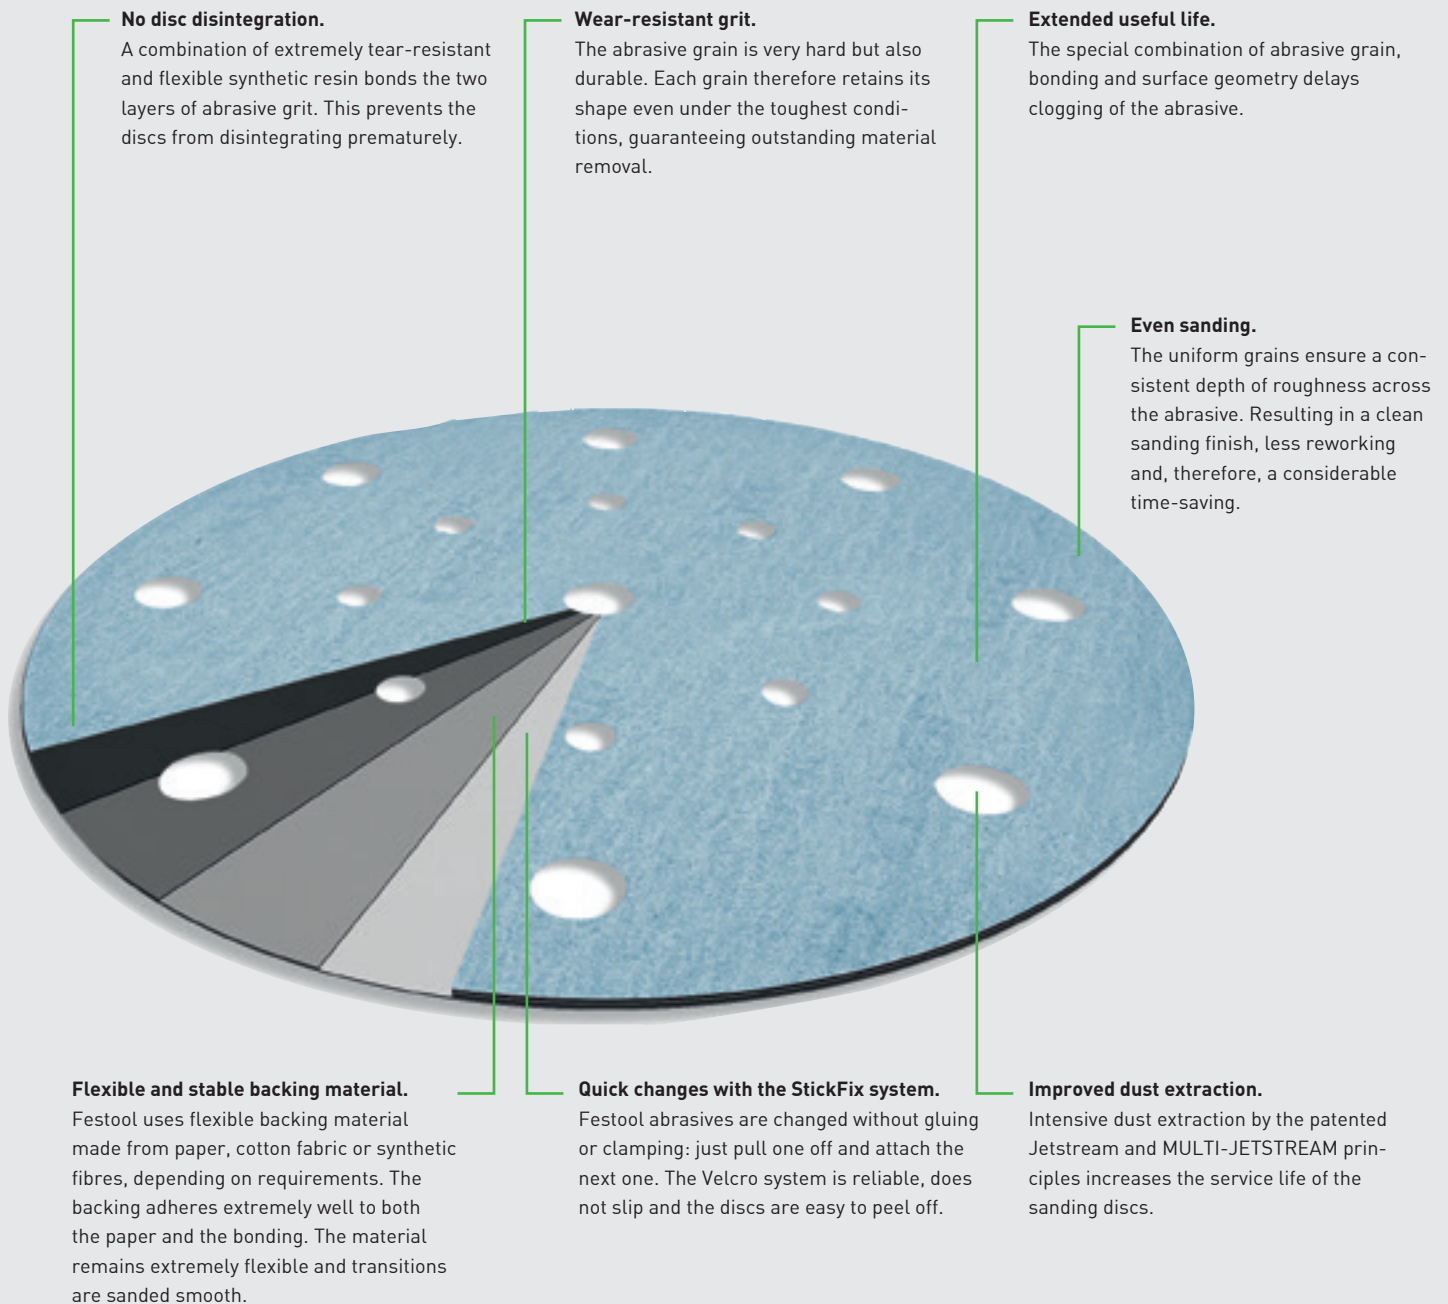 No disc disintegration.
A combination of extremely tear-resistant
and flexible synthetic resin bonds the two
layers of abrasive grit. This prevents the
discs from disintegrating prematurely.
Wear-resistant grit.
The abrasive grain is very hard but also
durable. Each grain therefore retains its
shape even under the toughest condi-
tions, guaranteeing outstanding material
removal.
Extended useful life.
The special combination of abrasive grain,
bonding and surface geometry delays
clogging of the abrasive.
Even sanding.
The uniform grains ensure a con-
sistent depth of roughness across
the abrasive. Resulting in a clean
sanding finish, less reworking
and, therefore, a considerable
time-saving.
Flexible and stable backing material.
Festool uses flexible backing material
made from paper, cotton fabric or synthetic
fibres, depending on requirements. The
backing adheres extremely well to both
the paper and the bonding. The material
remains extremely flexible and transitions
are sanded smooth.
Quick changes with the StickFix system.
Festool abrasives are changed without gluing
or clamping: just pull one off and attach the
next one. The Velcro system is reliable, does
not slip and the discs are easy to peel off.
Improved dust extraction.
Intensive dust extraction by the patented
Jetstream and MULTI-JETSTREAM prin-
ciples increases the service life of the
sanding discs.